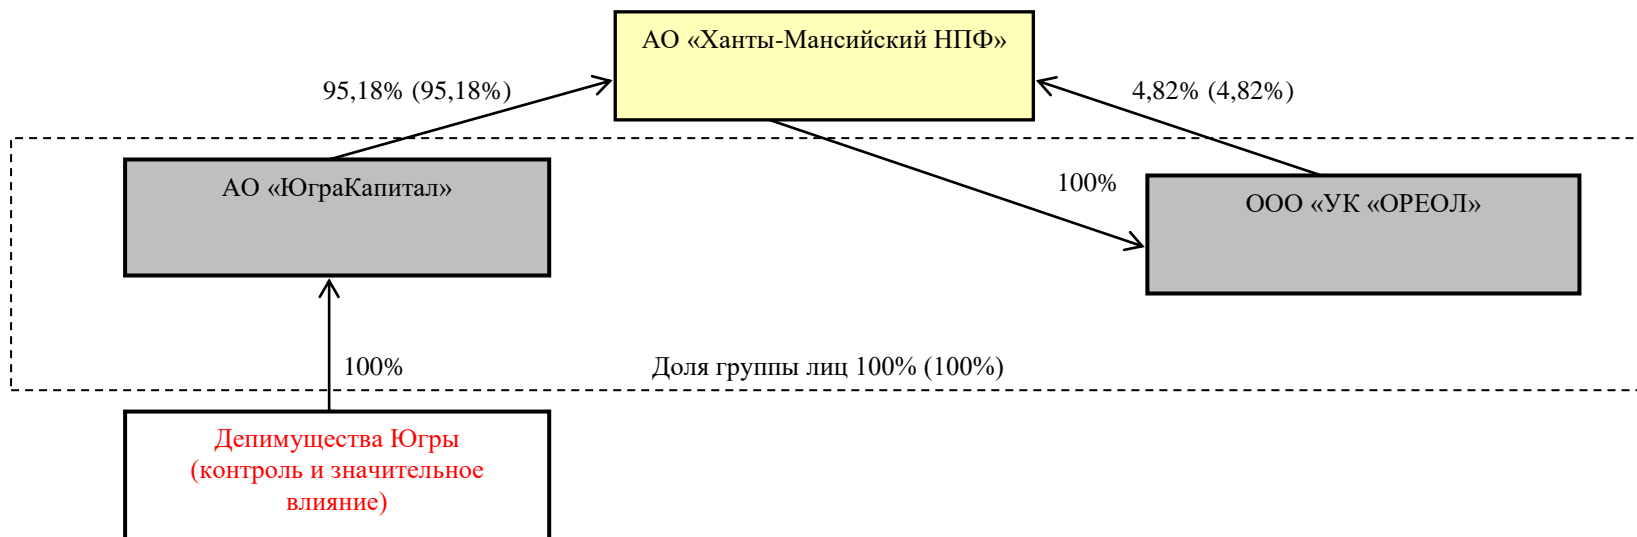 АО «Ханты-Мансийский НПФ»
95,18% (95,18%)
4,82% (4,82%)
АО «ЮграКапитал»
100%
ООО «УК «ОРЕОЛ»
100%
Доля группы лиц 100% (100%)
Депимущества Югры
(контроль и значительное
влияние)